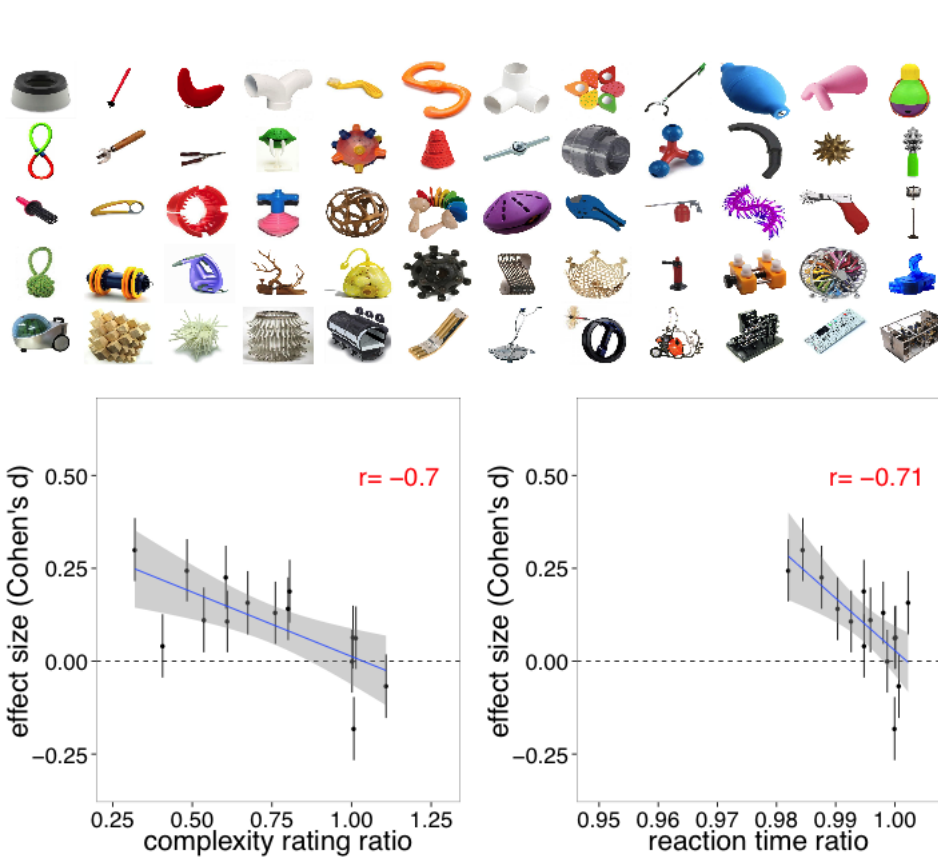 r= −0.7
effect size (Cohen's d)
0.50
0.25
0.00
−0.25
0.25 0.50 0.75 1.00 1.25
complexity rating ratio
r= −0.71
effect size (Cohen's d)
0.50
0.25
0.00
−0.25
0.95 0.96 0.97 0.98 0.99 1.00
reaction time ratio